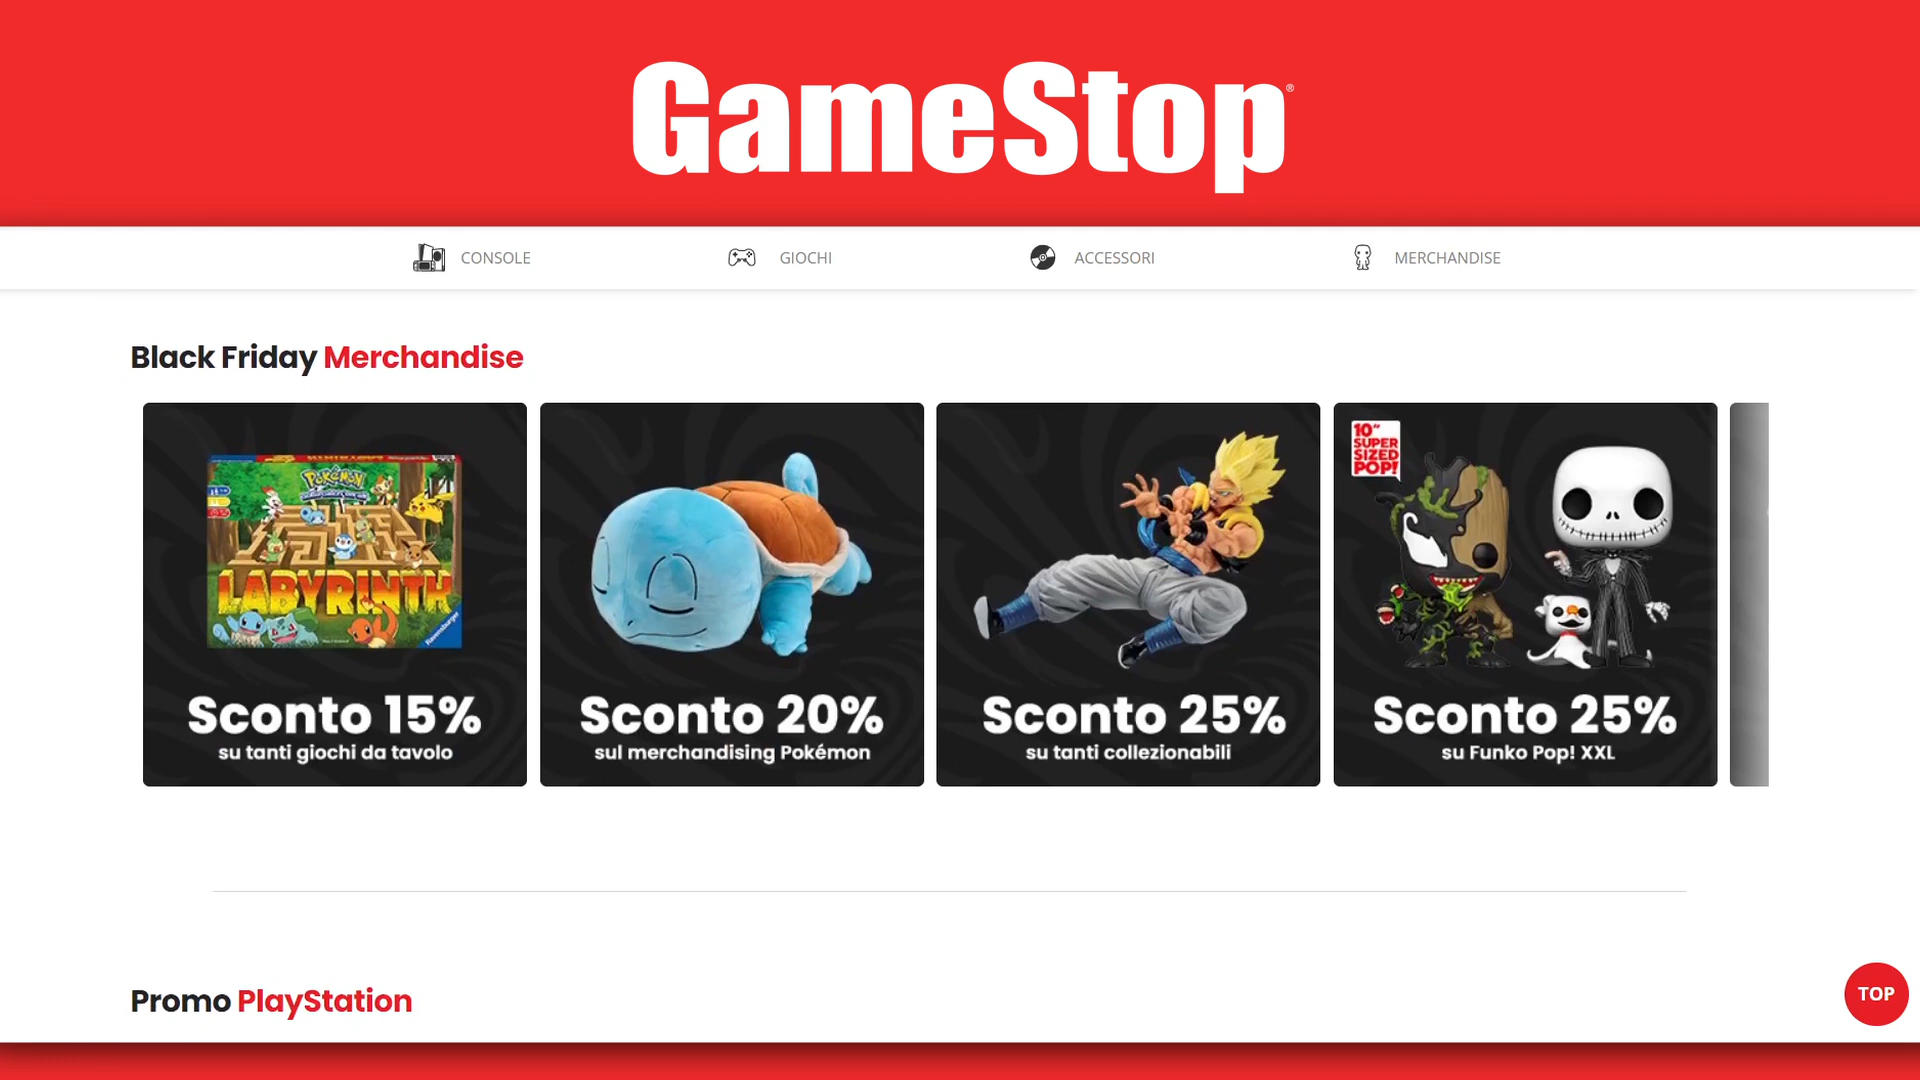 GameStop®
CONSOLE
GIOCHI
ACCESSORI
MERCHANDISE
Black Friday Merchandise
POKéMON
LABYRINTH
Ravensburger
Sconto 15%
su tanti giochi da tavolo
Sconto 20%
sul merchandising Pokémon
Sconto 25%
su tanti collezionabili
10"
SUPER
SIZED
POP!
Sconto 25%
su Funko Pop! XXL
Promo PlayStation
TOP